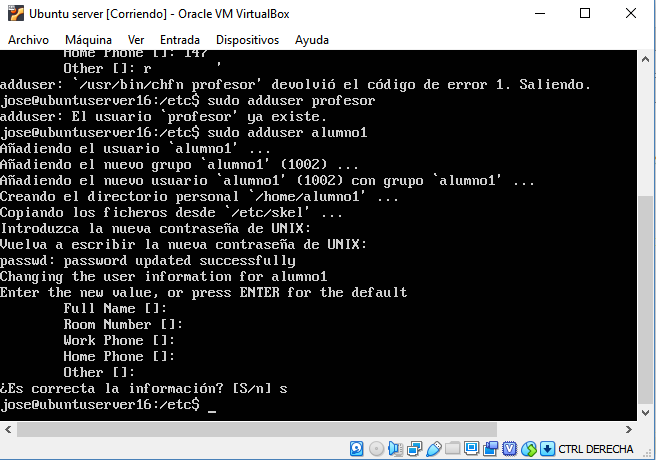 Ubuntu server [Corriendo] - Oracle VM VirtualBox
Archivo Máquina Ver Entrada Dispositivos Ayuda
Home Phone []: 147
Other []: r '
adduser: `/usr/bin/chfn profesor' devolvió el código de error 1. Saliendo.
jose@ubuntuserver16:/etc$ sudo adduser profesor
adduser: El usuario `profesor' ya existe.
jose@ubuntuserver16:/etc$ sudo adduser alumno1
Añadiendo el usuario `alumno1' ...
Añadiendo el nuevo grupo `alumno1' (1002) ...
Añadiendo el nuevo usuario `alumno1' (1002) con grupo `alumno1' ...
Creando el directorio personal `/home/alumno1' ...
Copiando los ficheros desde `/etc/skel' ...
Introduzca la nueva contraseña de UNIX:
Vuelva a escribir la nueva contraseña de UNIX:
passwd: password updated successfully
Changing the user information for alumno1
Enter the new value, or press ENTER for the default
Full Name []:
Room Number []:
Work Phone []:
Home Phone []:
Other []:
¿Es correcta la información? [S/n] s
jose@ubuntuserver16:/etc$ _
CTRL DERECHA